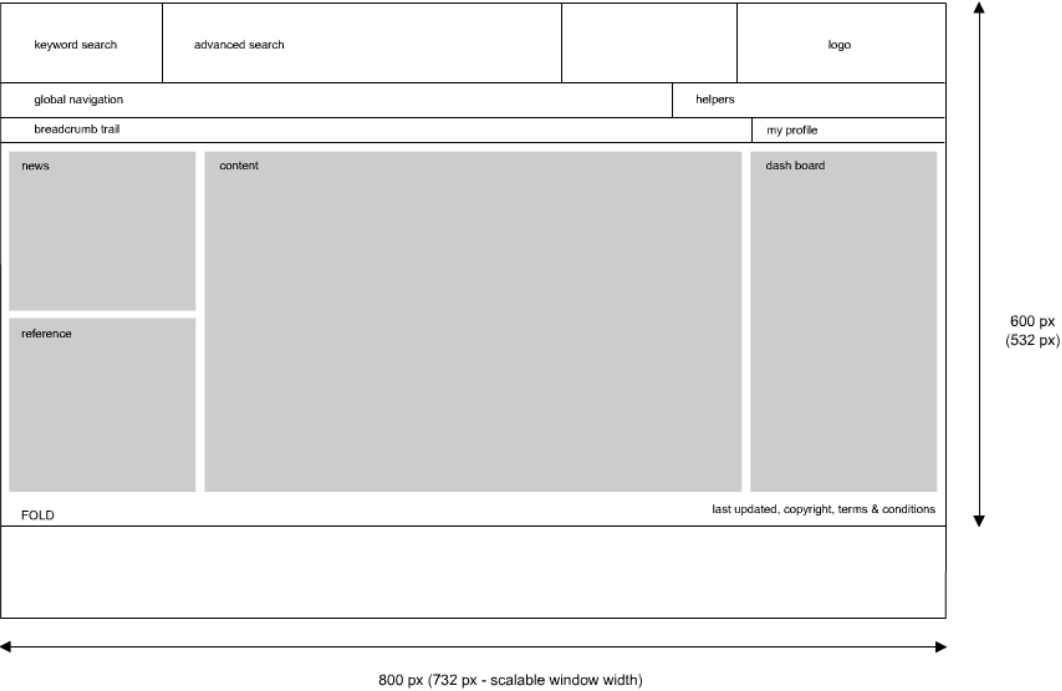 keyword search
advanced search
logo
global navigation
helpers
breadcrumb trail
my profile
news
content
dash board
reference
600 px
(532 px)
FOLD
last updated, copyright, terms & conditions
800 px (732 px - scalable window width)